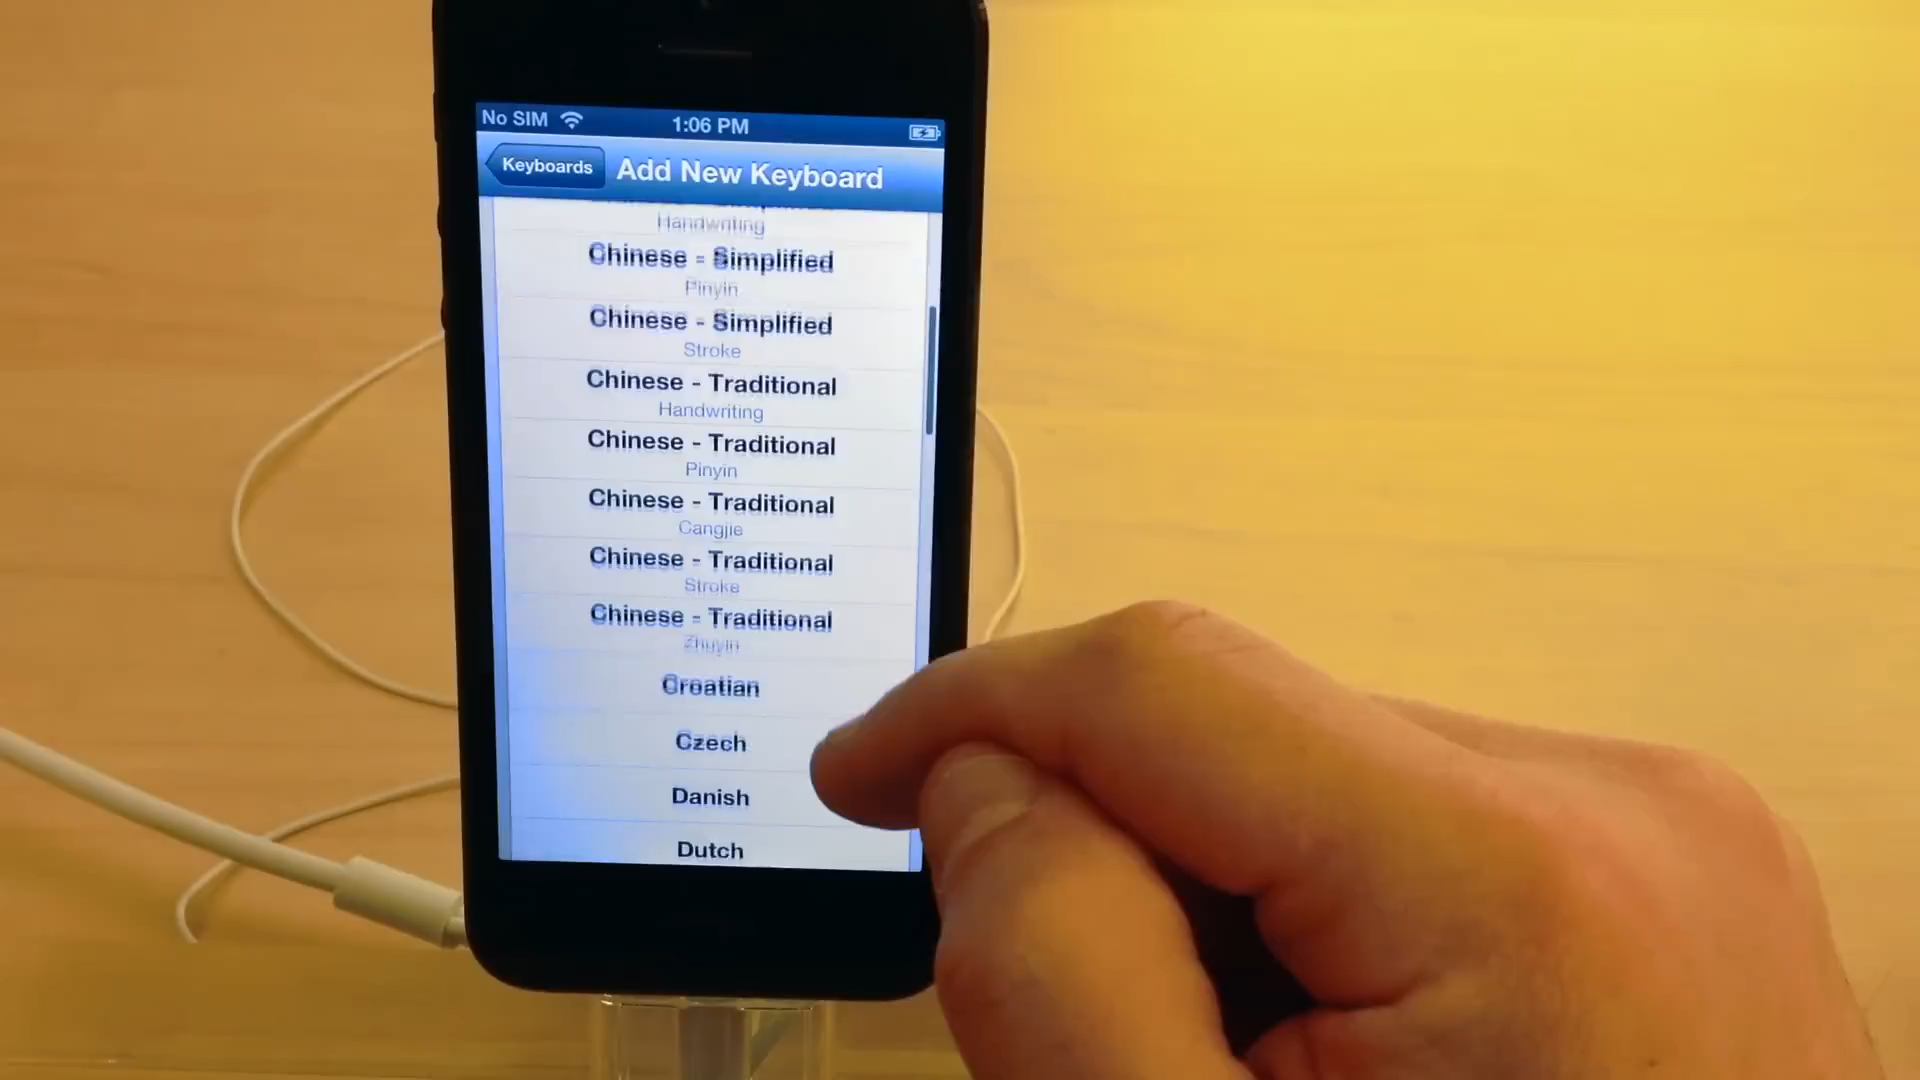 No SIM 1:06 PM
Keyboards Add New Keyboard
Handwriting
Chinese - Simplified
Pinyin
Chinese - Simplified
Stroke
Chinese - Traditional
Handwriting
Chinese - Traditional
Pinyin
Chinese - Traditional
Cangjie
Chinese - Traditional
Stroke
Chinese - Traditional
Zhuyin
Croatian
Czech
Danish
Dutch